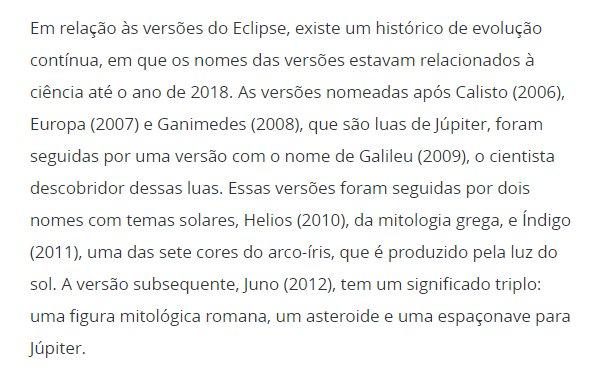 Em relação às versões do Eclipse, existe um histórico de evolução
contínua, em que os nomes das versões estavam relacionados à
ciência até o ano de 2018. As versões nomeadas após Calisto (2006),
Europa (2007) e Ganimedes (2008), que são luas de Júpiter, foram
seguidas por uma versão com o nome de Galileu (2009), o cientista
descobridor dessas luas. Essas versões foram seguidas por dois
nomes com temas solares, Helios (2010), da mitologia grega, e Índigo
(2011), uma das sete cores do arco-íris, que é produzido pela luz do
sol. A versão subsequente, Juno (2012), tem um significado triplo:
uma figura mitológica romana, um asteroide e uma espaçonave para
Júpiter.